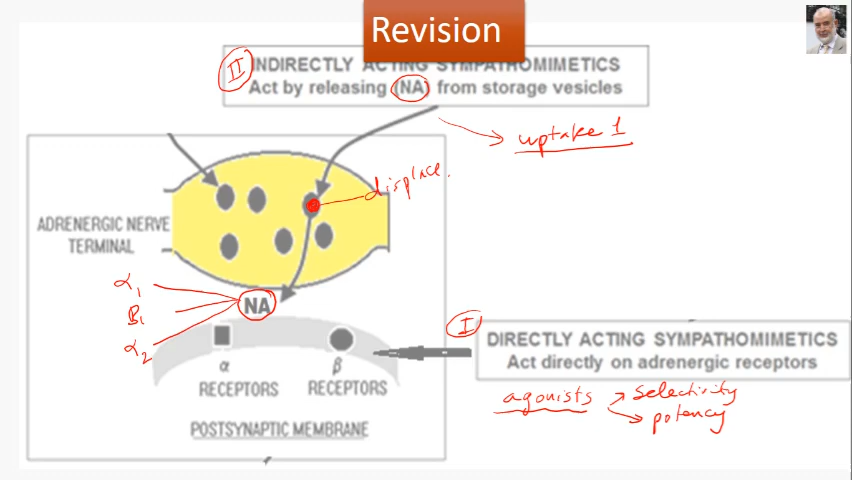 Revision
II
INDIRECTLY ACTING SYMPATHOMIMETICS
Act by releasing (NA) from storage vesicles
uptake 1
displace.
ADRENERGIC NERVE
TERMINAL
α1
B1
α2
NA
α
RECEPTORS
β
RECEPTORS
POSTSYNAPTIC MEMBRANE
I
DIRECTLY ACTING SYMPATHOMIMETICS
Act directly on adrenergic receptors
agonists
selectivity
potency